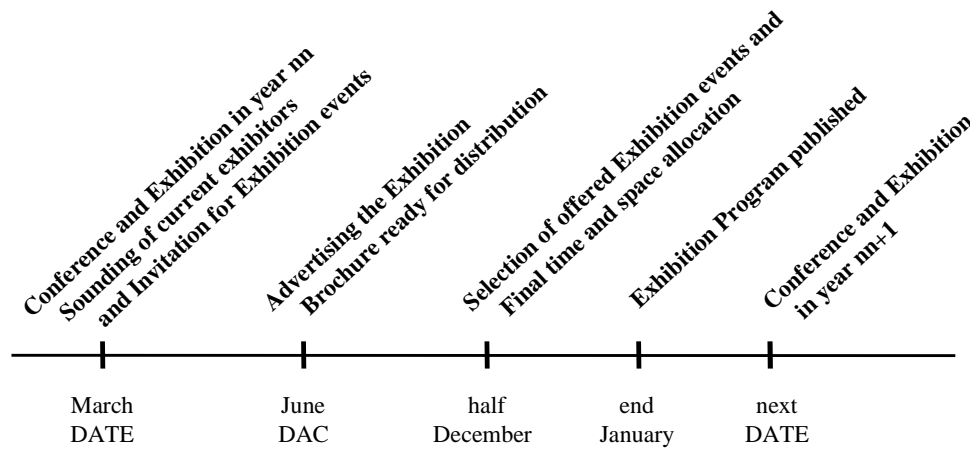 Conference and Exhibition in year nn
Sounding of current exhibitors
and Invitation for Exhibition events
Advertising the Exhibition
Brochure ready for distribution
Selection of offered Exhibition events and
Final time and space allocation
Exhibition Program published
Conference and Exhibition
in year nn+1
March
DATE
June
DAC
half
December
end
January
next
DATE